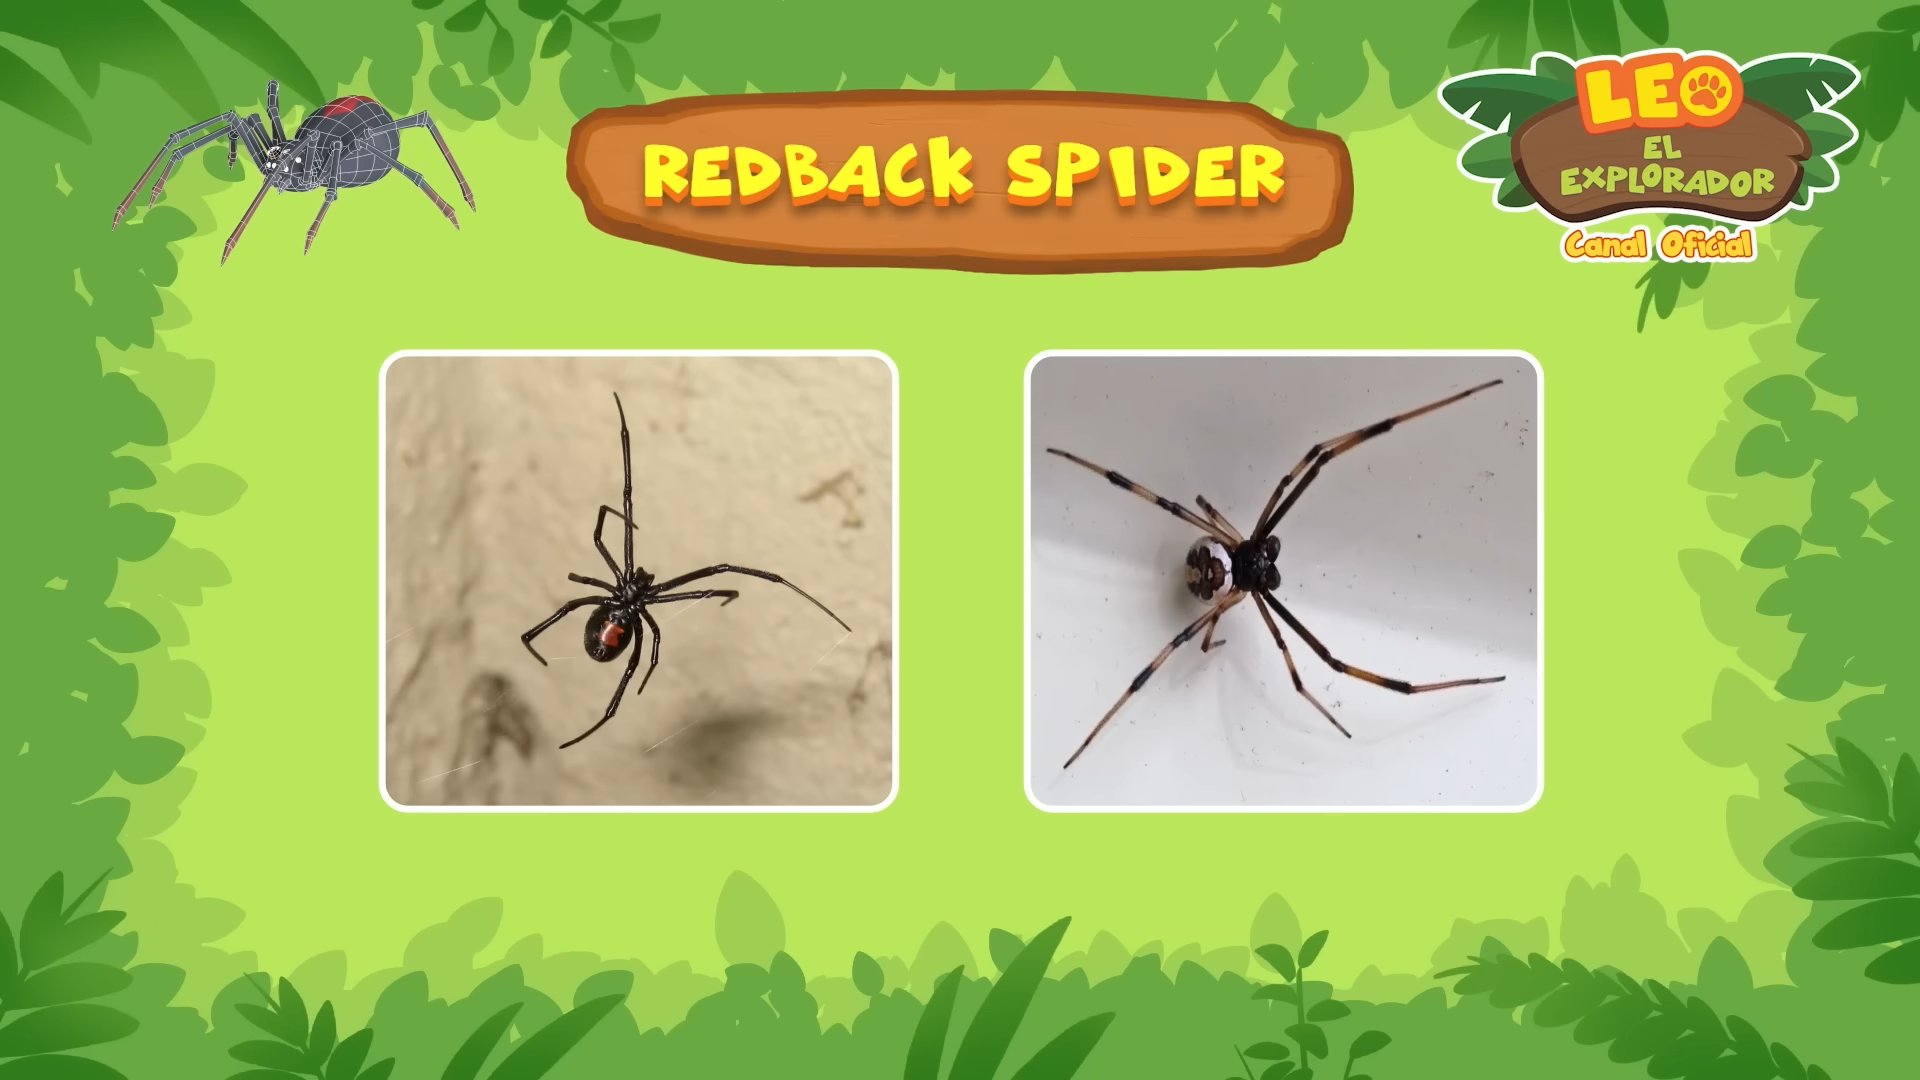 REDBACK SPIDER
LEO
EL
EXPLORADOR
Canal Oficial